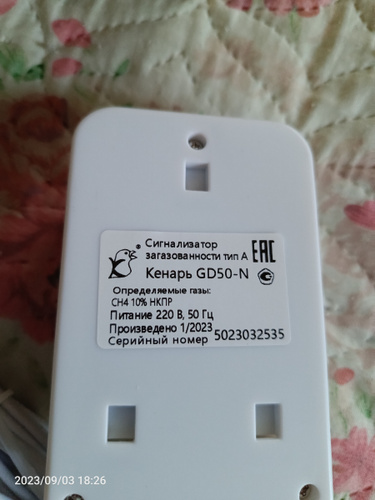 Сигнализатор
загазованности тип А
EAC
Кенарь GD50-N
Определяемые газы:
CH4 10% НКПР
Питание 220 В, 50 Гц
Произведено 1/2023
Серийный номер 5023032535
2023/09/03 18:26